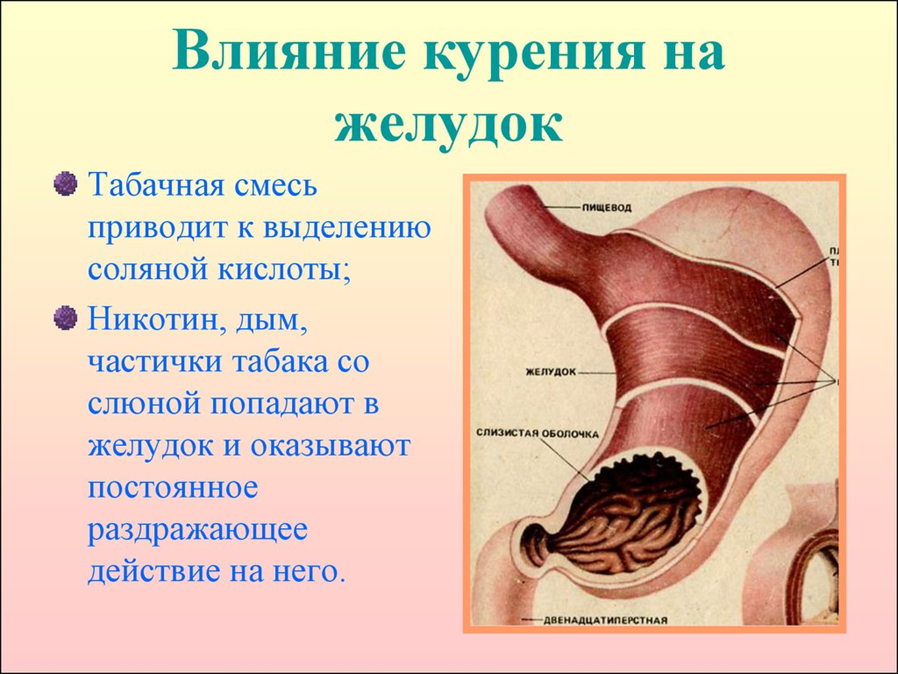 Влияние курения на
желудок
Табачная смесь
приводит к выделению
соляной кислоты;
Никотин, дым,
частички табака со
слюной попадают в
желудок и оказывают
постоянное
раздражающее
действие на него.
ПИЩЕВОД
ЖЕЛУДОК
СЛИЗИСТАЯ ОБОЛОЧКА
ДВЕНАДЦАТИПЕРСТНАЯ